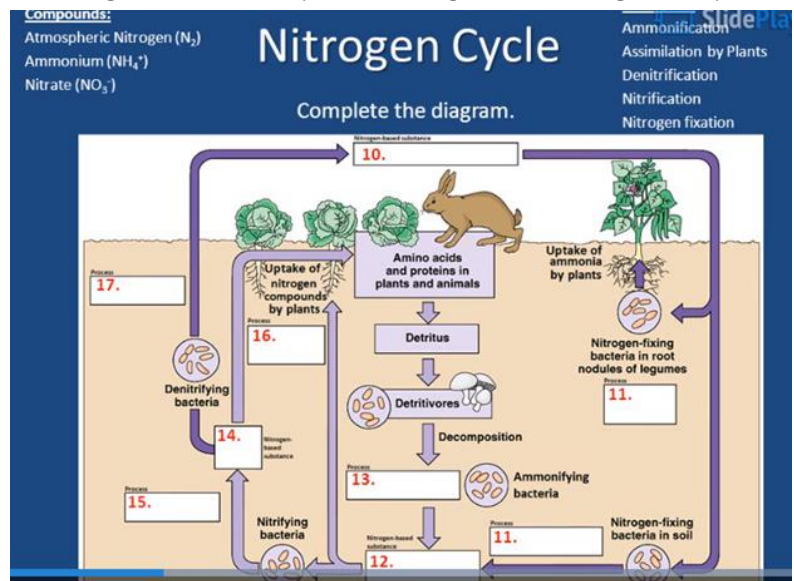 Compounds:
Atmospheric Nitrogen (N₂)
Ammonium (NH₄⁺)
Nitrate (NO₃⁻)
Nitrogen Cycle
Complete the diagram.
Ammonification
Assimilation by Plants
Denitrification
Nitrification
Nitrogen fixation
Nitrogen-based substance
10.
Process
17.
Uptake of
nitrogen
compounds
by plants
Amino acids
and proteins in
plants and animals
Uptake of
ammonia
by plants
Process
16.
Detritus
Nitrogen-fixing
bacteria in root
nodules of legumes
Denitrifying
bacteria
Detritivores
Process
11.
14.
Nitrogen-
based
substance
Decomposition
Process
13.
Ammonifying
bacteria
Process
15.
Nitrifying
bacteria
Process
11.
Nitrogen-fixing
bacteria in soil
Nitrogen-based
substance
12.